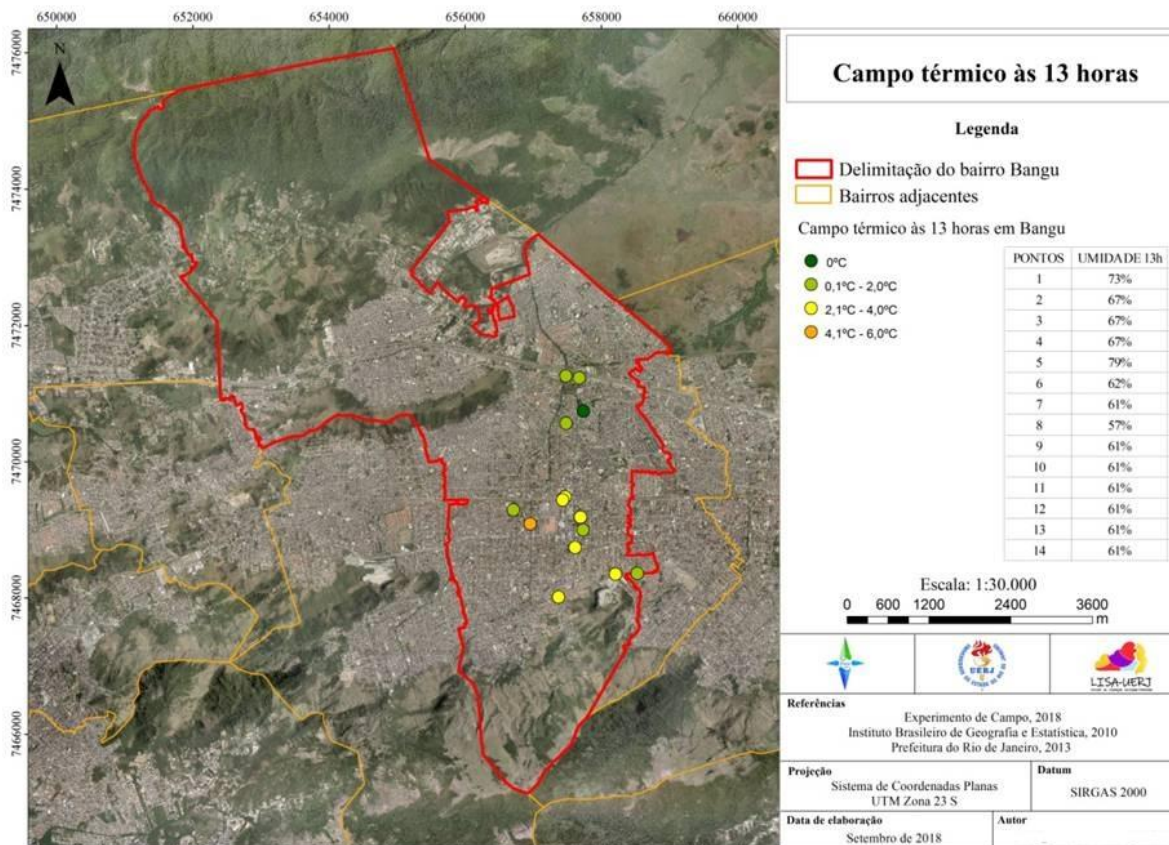 650000 652000 654000 656000 658000 660000
7476000
7474000
7472000
7470000
7468000
7466000
N
Campo térmico às 13 horas
Legenda
Delimitação do bairro Bangu
Bairros adjacentes
Campo térmico às 13 horas em Bangu
0ºC
0,1ºC - 2,0ºC
2,1ºC - 4,0ºC
4,1ºC - 6,0ºC
PONTOS UMIDADE 13h
1 73%
2 67%
3 67%
4 67%
5 79%
6 62%
7 61%
8 57%
9 61%
10 61%
11 61%
12 61%
13 61%
14 61%
Escala: 1:30.000
0 600 1200 2400 3600
m
UERJ
LISA-UERJ
Referências
Experimento de Campo, 2018
Instituto Brasileiro de Geografia e Estatística, 2010
Prefeitura do Rio de Janeiro, 2013
Projeção
Sistema de Coordenadas Planas
UTM Zona 23 S
Datum
SIRGAS 2000
Data de elaboração
Setembro de 2018
Autor